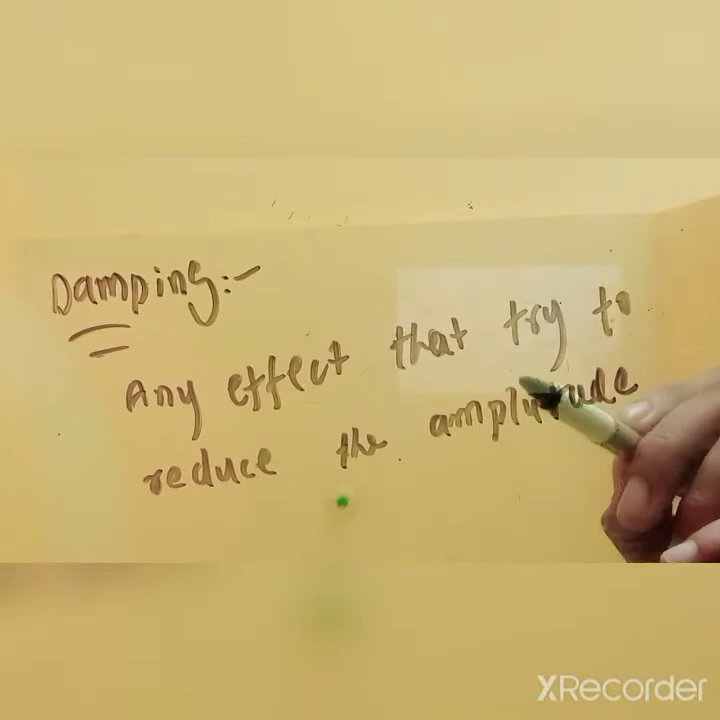 Damping:-
Any effect that try to
reduce the amplitude
XRecorder